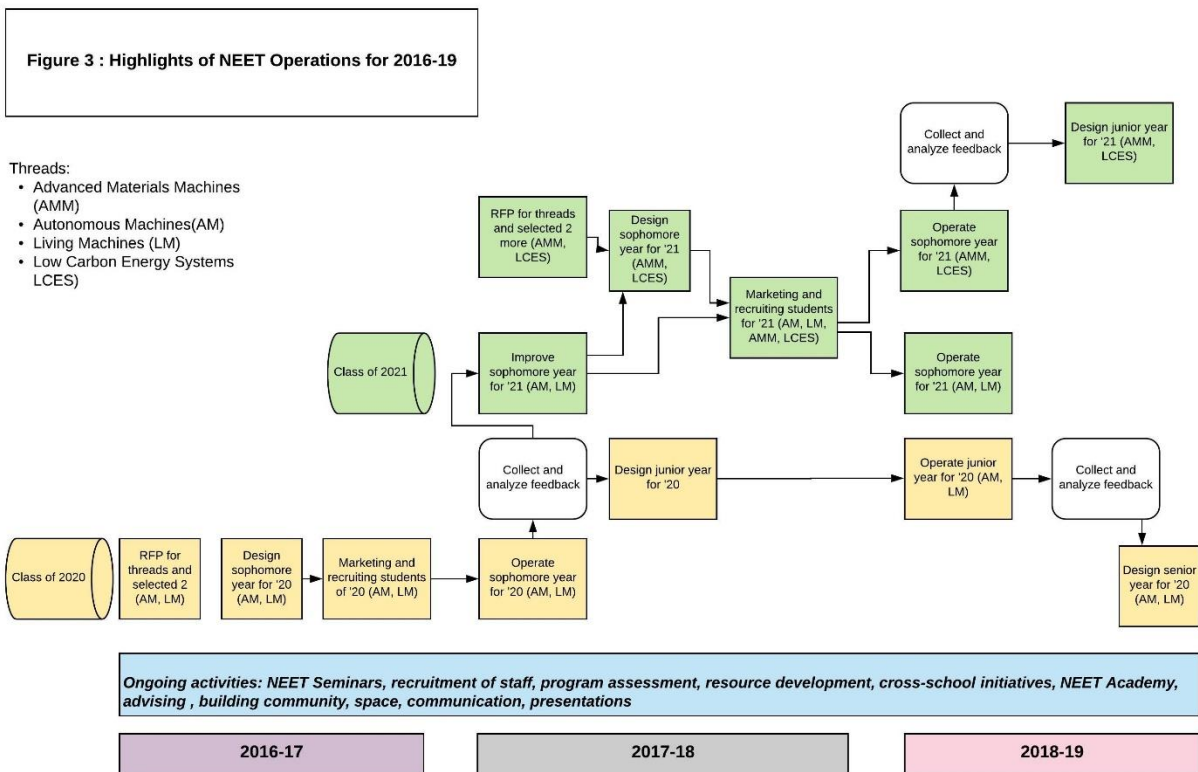 Figure 3 : Highlights of NEET Operations for 2016-19
Threads:
• Advanced Materials Machines
(AMM)
• Autonomous Machines(AM)
• Living Machines (LM)
• Low Carbon Energy Systems
LCES)
Collect and
analyze feedback
Design junior year
for '21 (AMM,
LCES)
RFP for threads
and selected 2
more (AMM,
LCES)
Design
sophomore
year for '21
(AMM,
LCES)
Operate
sophomore year
for '21 (AMM,
LCES)
Marketing and
recruiting students
for '21 (AM, LM,
AMM, LCES)
Class of 2021
Improve
sophomore year
for '21 (AM, LM)
Operate
sophomore year
for '21 (AM, LM)
Collect and
analyze feedback
Design junior year
for '20
Operate junior
year for '20 (AM,
LM)
Collect and
analyze feedback
Class of 2020
RFP for
threads and
selected 2
(AM, LM)
Design
sophomore
year for '20
(AM, LM)
Marketing and
recruiting students
of '20 (AM, LM)
Operate
sophomore year
for '20 (AM, LM)
Design senior
year for '20
(AM, LM)
Ongoing activities: NEET Seminars, recruitment of staff, program assessment, resource development, cross-school initiatives, NEET Academy,
advising , building community, space, communication, presentations
2016-17
2017-18
2018-19